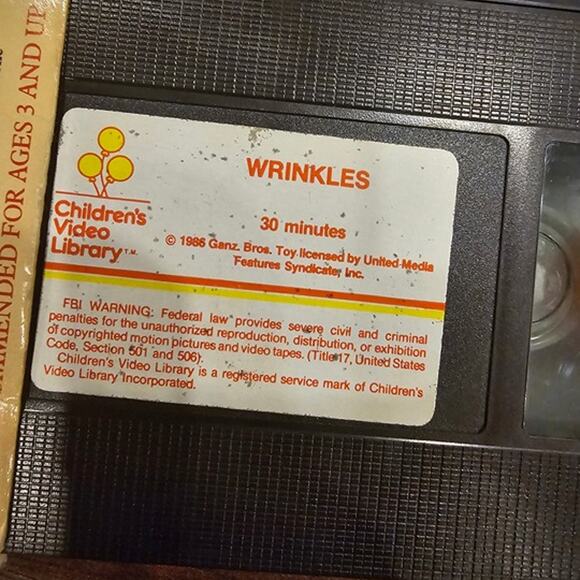 MMENDED FOR AGES 3 AND UP
WRINKLES
Children's
Video
Library™
30 minutes
© 1986 Ganz. Bros. Toy licensed by United Media
Features Syndicate, Inc.
FBI WARNING: Federal law provides severe civil and criminal
penalties for the unauthorized reproduction, distribution, or exhibition
of copyrighted motion pictures and video tapes. (Title 17, United States
Code, Section 501 and 506).
Children's Video Library is a registered service mark of Children's
Video Library Incorporated.